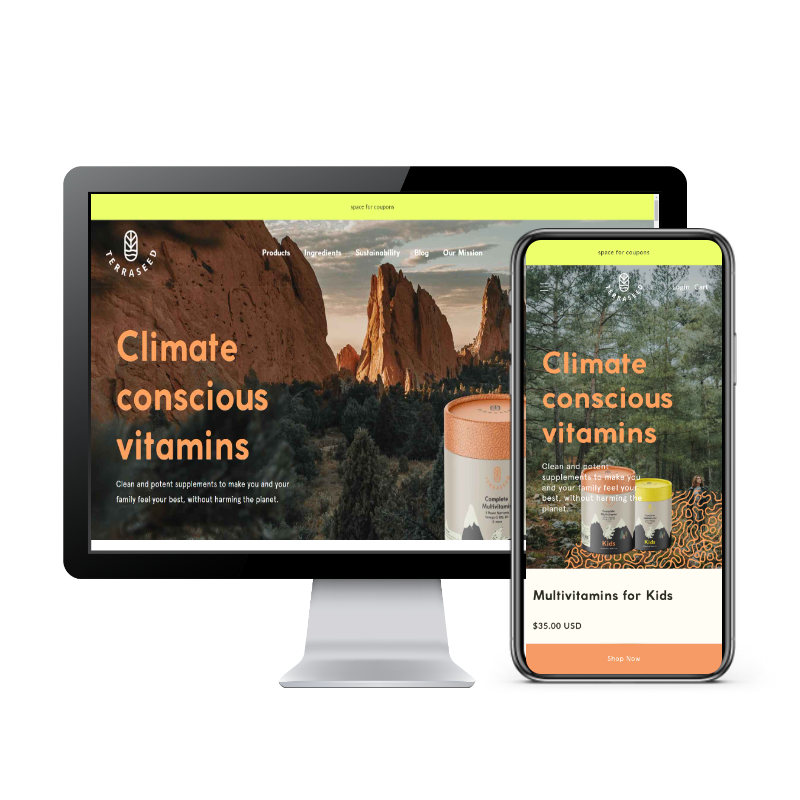 space for coupons
TERRASEED
Products Ingredients Sustainability Blog Our Mission
Climate
conscious
vitamins
Clean and potent supplements to make you and your
family feel your best, without harming the planet.
Complete
space for coupons
TERRASEED
Login Cart
Climate
conscious
vitamins
Clean and potent
supplements to make you
and your family feel your
best, without harming the
planet.
Kids
Kids
Multivitamins for Kids
$35.00 USD
Shop Now